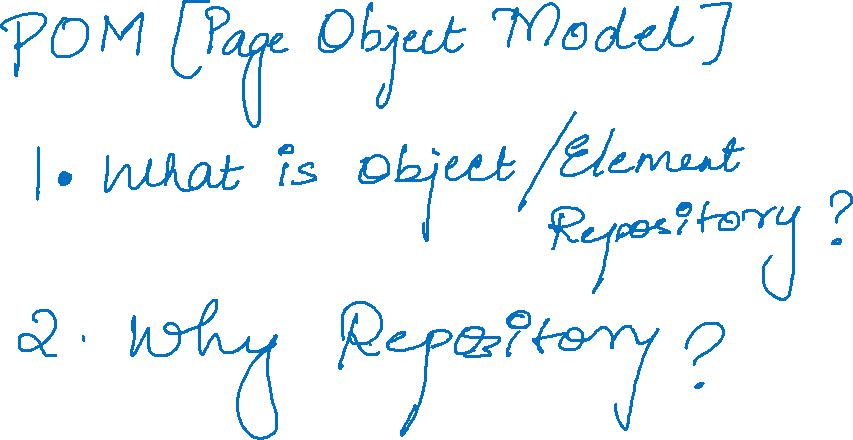 POM [Page Object Model]
1. What is Object/Element
Repository?
2. Why Repository?